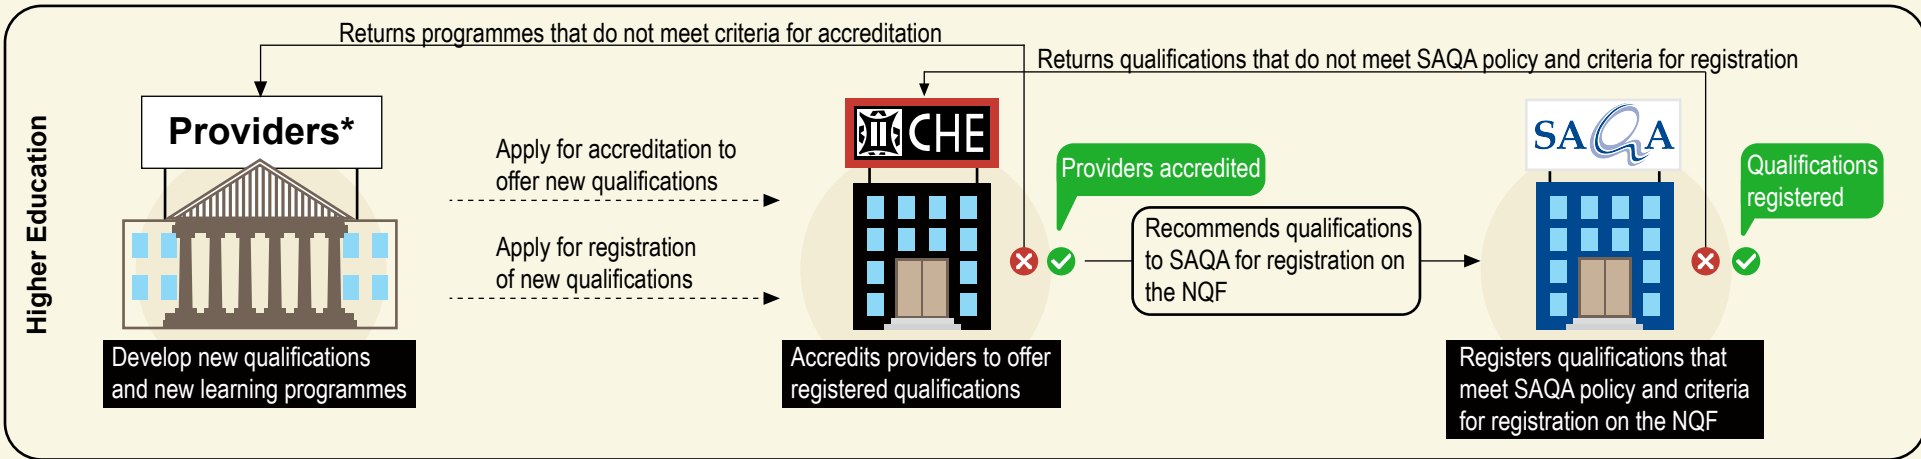 Returns programmes that do not meet criteria for accreditation
Returns qualifications that do not meet SAQA policy and criteria for registration
Higher Education
Providers*
Apply for accreditation to
offer new qualifications
Apply for registration
of new qualifications
Develop new qualifications
and new learning programmes
CHE
Providers accredited
Accredits providers to offer
registered qualifications
Recommends qualifications
to SAQA for registration on
the NQF
SAQA
Qualifications
registered
Registers qualifications that
meet SAQA policy and criteria
for registration on the NQF